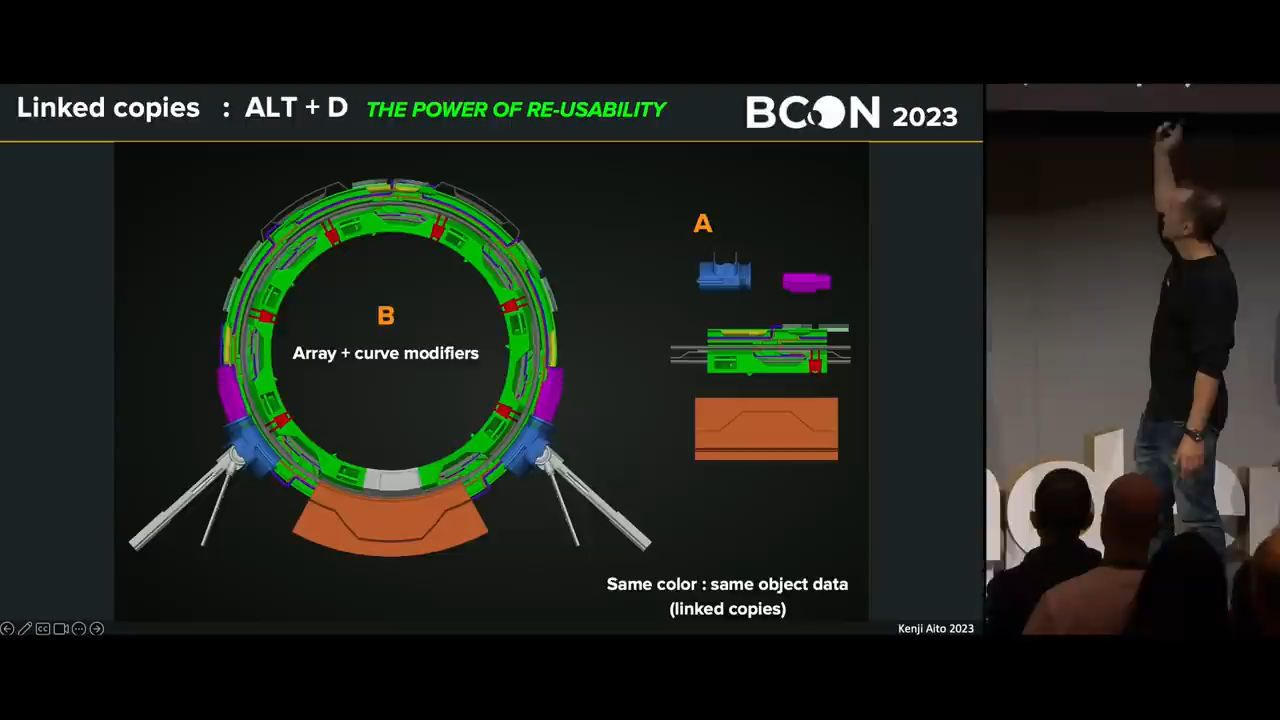 Linked copies : ALT + D THE POWER OF RE-USABILITY
BCON 2023
A
B
Array + curve modifiers
Same color : same object data
(linked copies)
Kenji Aito 2023